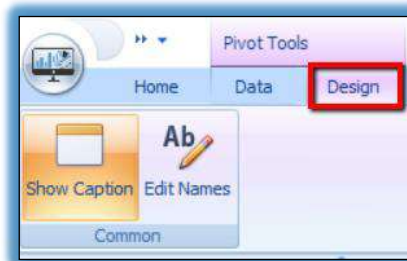 Pivot Tools
Home Data Design
Ab
Show Caption Edit Names
Common